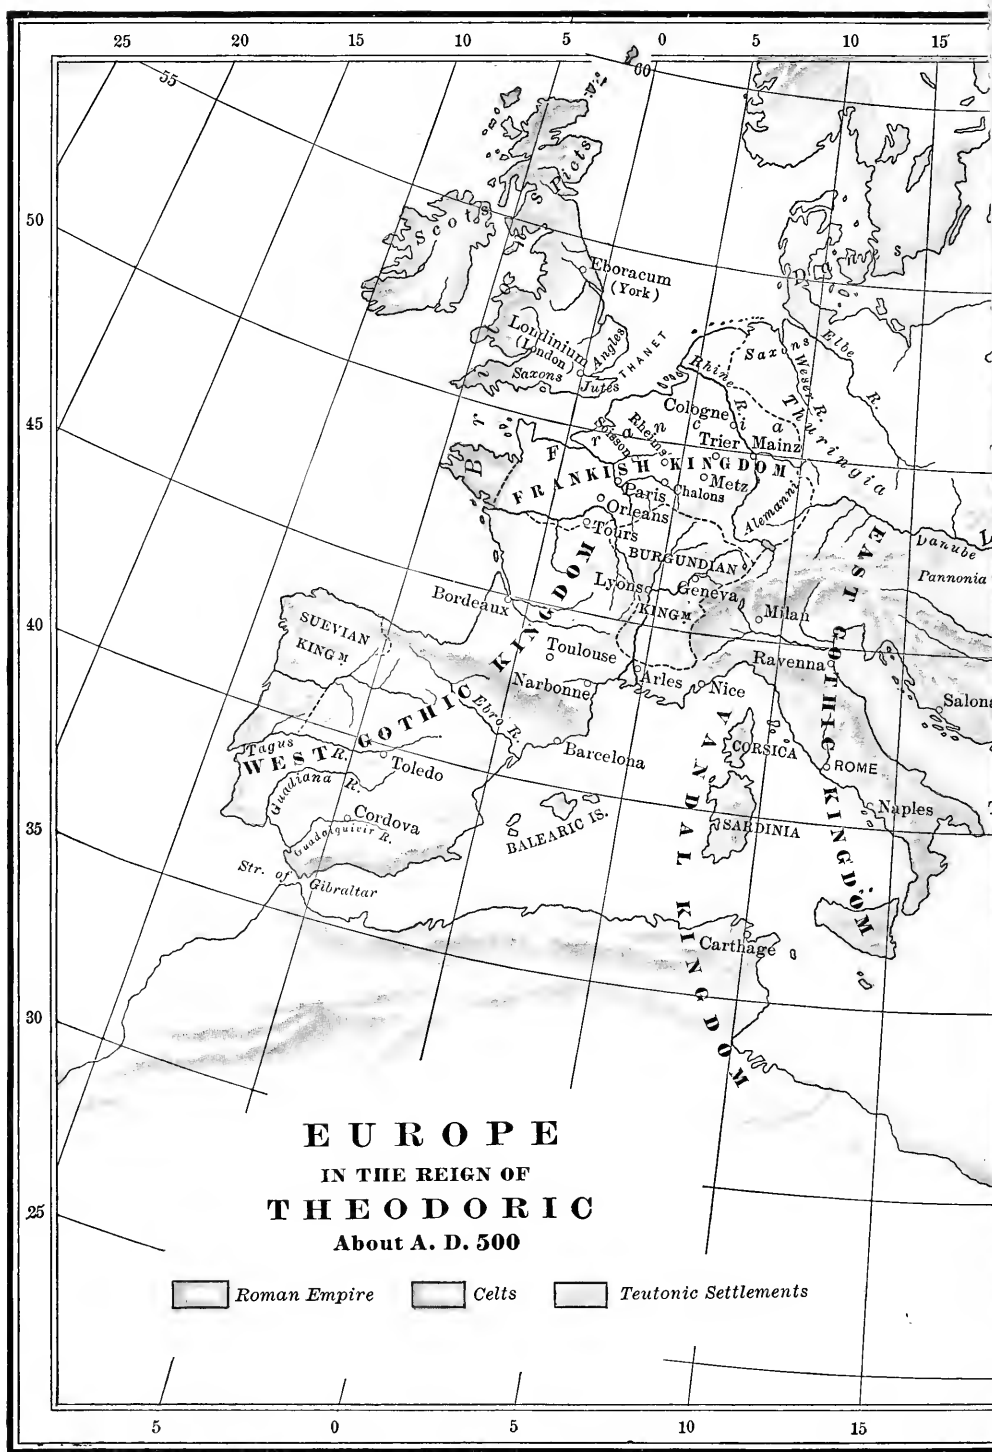 25 20 15 10 5 0 5 10 15
55
60
50
45
40
35
30
25
Picts
Scots
Danes
Eboracum
(York)
Londinium
(London)
Angles
THANET
Saxons
Jutes
Saxons
Elbe
R.
Weser R.
Rhine
R.
Thuringia
Cologne
Trier
Mainz
Soissons
Rheims
Francia
Br
FRANKISH KINGDOM
Metz
Chalons
Paris
Orleans
Tours
Alemanni
Danube
Pannonia
BURGUNDIAN
KINGM
Lyons
Geneva
Milan
Bordeaux
SUEVIAN
KINGM
Toulouse
Narbonne
Arles
Nice
Ravenna
Salona
WEST GOTHIC KINGDOM
EAST GOTHIC KINGDOM
Ebro R.
Barcelona
Tagus
R.
Toledo
Guadiana R.
Cordova
Guadalquivir R.
Str. of
Gibraltar
BALEARIC IS.
CORSICA
SARDINIA
ROME
Naples
VANDAL KINGDOM
Carthage
EUROPE
IN THE REIGN OF
THEODORIC
About A. D. 500
Roman Empire Celts Teutonic Settlements
5 0 5 10 15